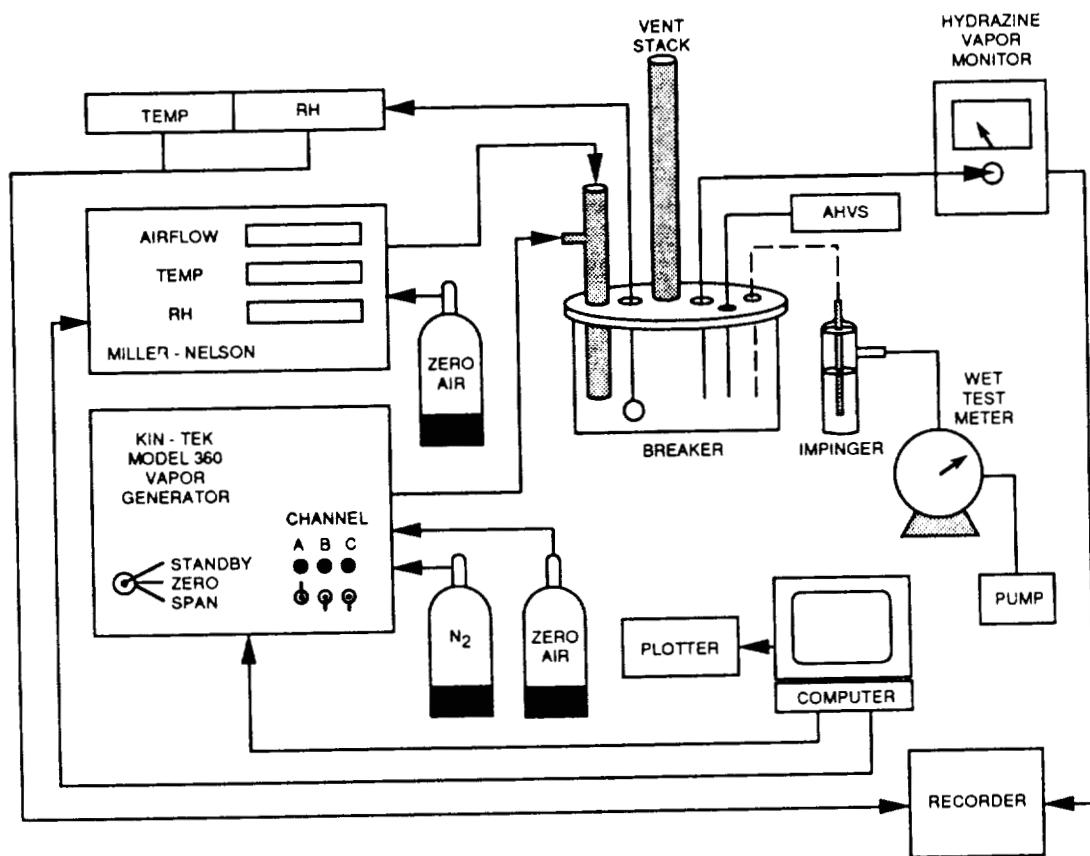 VENT
STACK
HYDRAZINE
VAPOR
MONITOR
TEMP
RH
AHVS
AIRFLOW
TEMP
RH
MILLER - NELSON
ZERO
AIR
BREAKER
IMPINGER
WET
TEST
METER
KIN - TEK
MODEL 360
VAPOR
GENERATOR
CHANNEL
A B C
STANDBY
ZERO
SPAN
N2
ZERO
AIR
PLOTTER
COMPUTER
PUMP
RECORDER